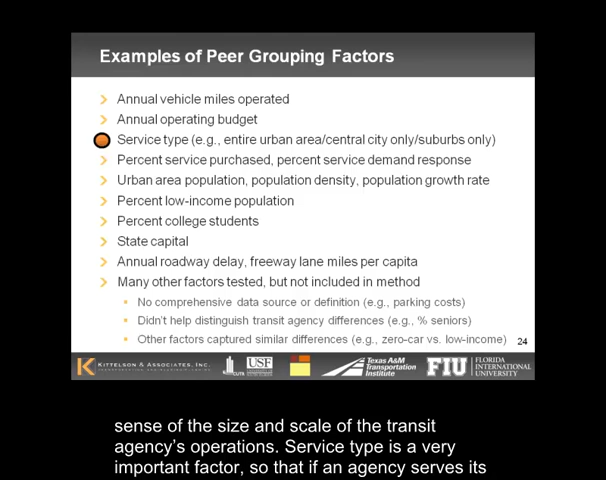 Examples of Peer Grouping Factors
Annual vehicle miles operated
Annual operating budget
Service type (e.g., entire urban area/central city only/suburbs only)
Percent service purchased, percent service demand response
Urban area population, population density, population growth rate
Percent low-income population
Percent college students
State capital
Annual roadway delay, freeway lane miles per capita
Many other factors tested, but not included in method
No comprehensive data source or definition (e.g., parking costs)
Didn't help distinguish transit agency differences (e.g., % seniors)
Other factors captured similar differences (e.g., zero-car vs. low-income)
24
KITTELSON & ASSOCIATES, INC.
CUTR
USF
Texas A&M
Transportation
Institute
FIU
FLORIDA
INTERNATIONAL
UNIVERSITY
sense of the size and scale of the transit
agency's operations. Service type is a very
important factor, so that if an agency serves its